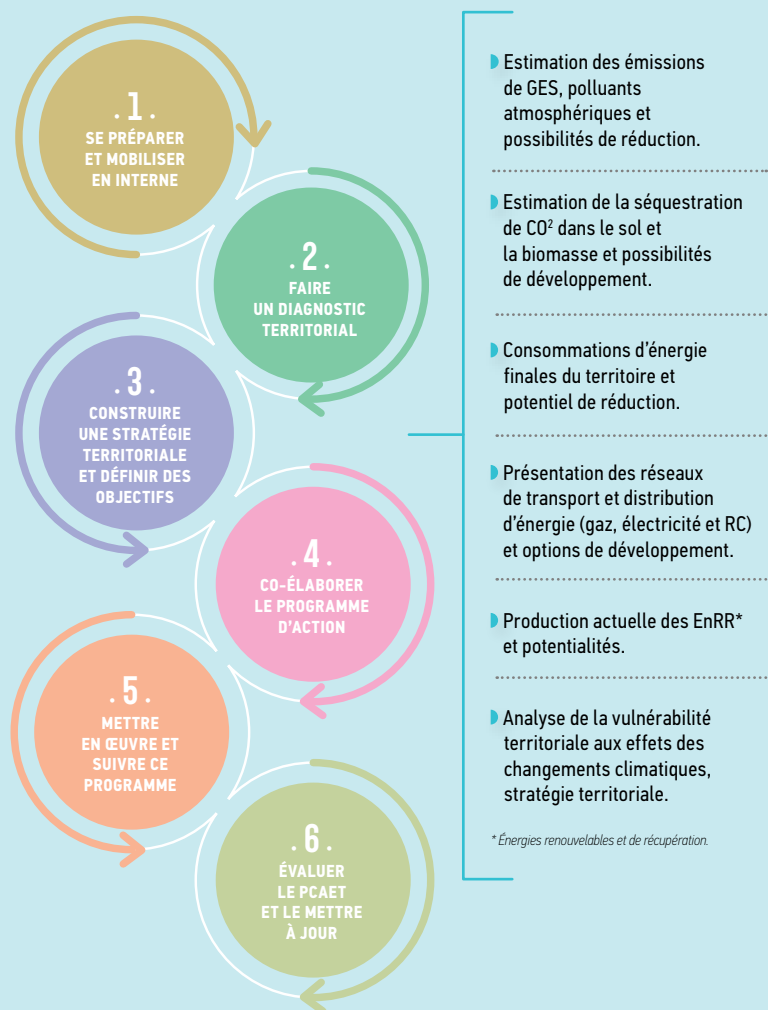 .1.
SE PRÉPARER
ET MOBILISER
EN INTERNE
.2.
FAIRE
UN DIAGNOSTIC
TERRITORIAL
.3.
CONSTRUIRE
UNE STRATÉGIE
TERRITORIALE
ET DÉFINIR DES
OBJECTIFS
.4.
CO-ÉLABORER
LE PROGRAMME
D’ACTION
.5.
METTRE
EN ŒUVRE ET
SUIVRE CE
PROGRAMME
.6.
ÉVALUER
LE PCAET
ET LE METTRE
À JOUR
Estimation des émissions
de GES, polluants
atmosphériques et
possibilités de réduction.
Estimation de la séquestration
de CO² dans le sol et
la biomasse et possibilités
de développement.
Consommations d’énergie
finales du territoire et
potentiel de réduction.
Présentation des réseaux
de transport et distribution
d’énergie (gaz, électricité et RC)
et options de développement.
Production actuelle des EnRR*
et potentialités.
Analyse de la vulnérabilité
territoriale aux effets des
changements climatiques,
stratégie territoriale.
* Énergies renouvelables et de récupération.